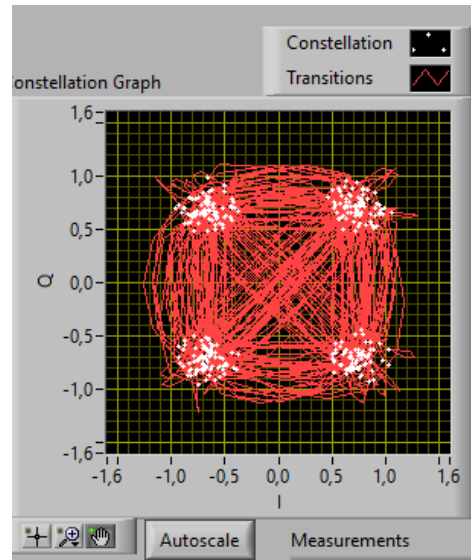 Constellation
Transitions
onstellation Graph
1,6
1,0
0,5
Q
0,0
-0,5
-1,0
-1,6
-1,6 -1,0 -0,5 0,0 0,5 1,0 1,6
I
Autoscale
Measurements